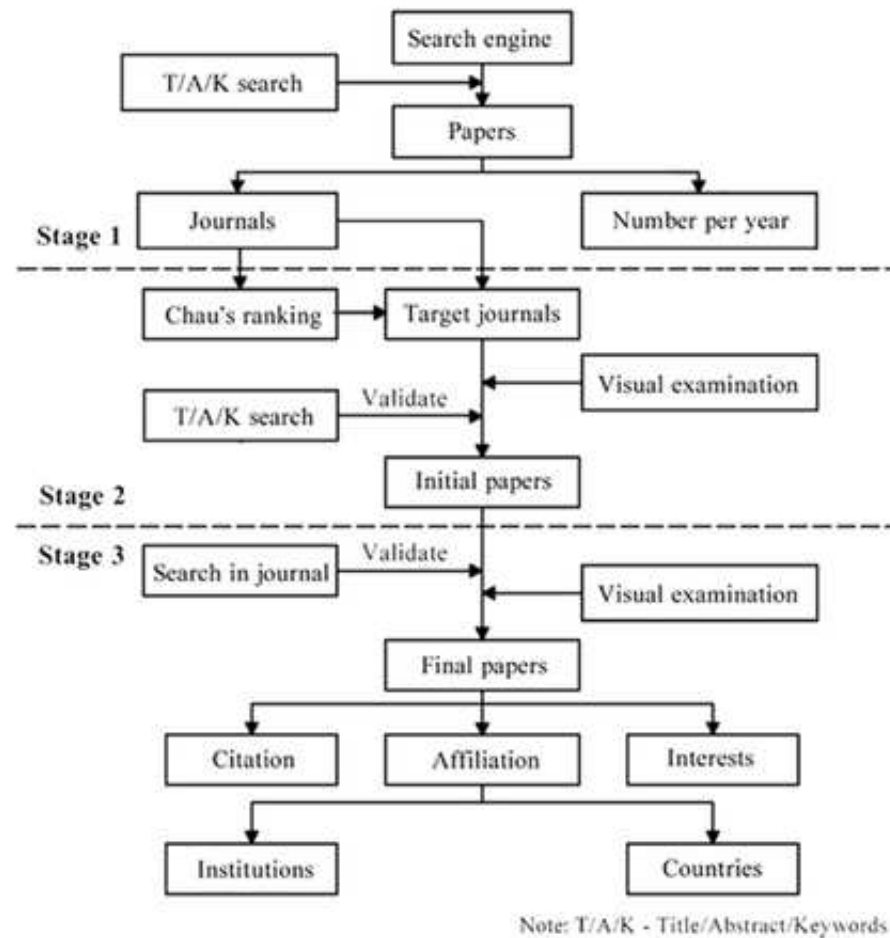 Search engine
T/A/K search
Papers
Journals
Number per year
Stage 1
Chau's ranking
Target journals
Visual examination
Validate
T/A/K search
Initial papers
Stage 2
Stage 3
Validate
Search in journal
Visual examination
Final papers
Citation
Affiliation
Interests
Institutions
Countries
Note: T/A/K - Title/Abstract/Keywords